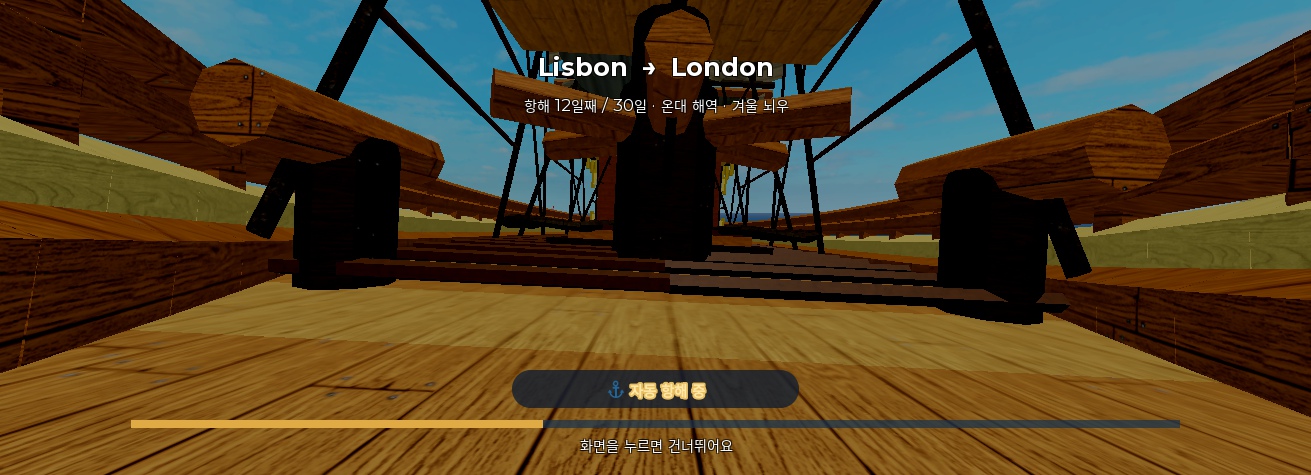 Lisbon → London
항해 12일째 / 30일 · 온대 해역 · 겨울 뇌우
⚓ 자동 항해 중
화면을 누르면 건너뛰어요